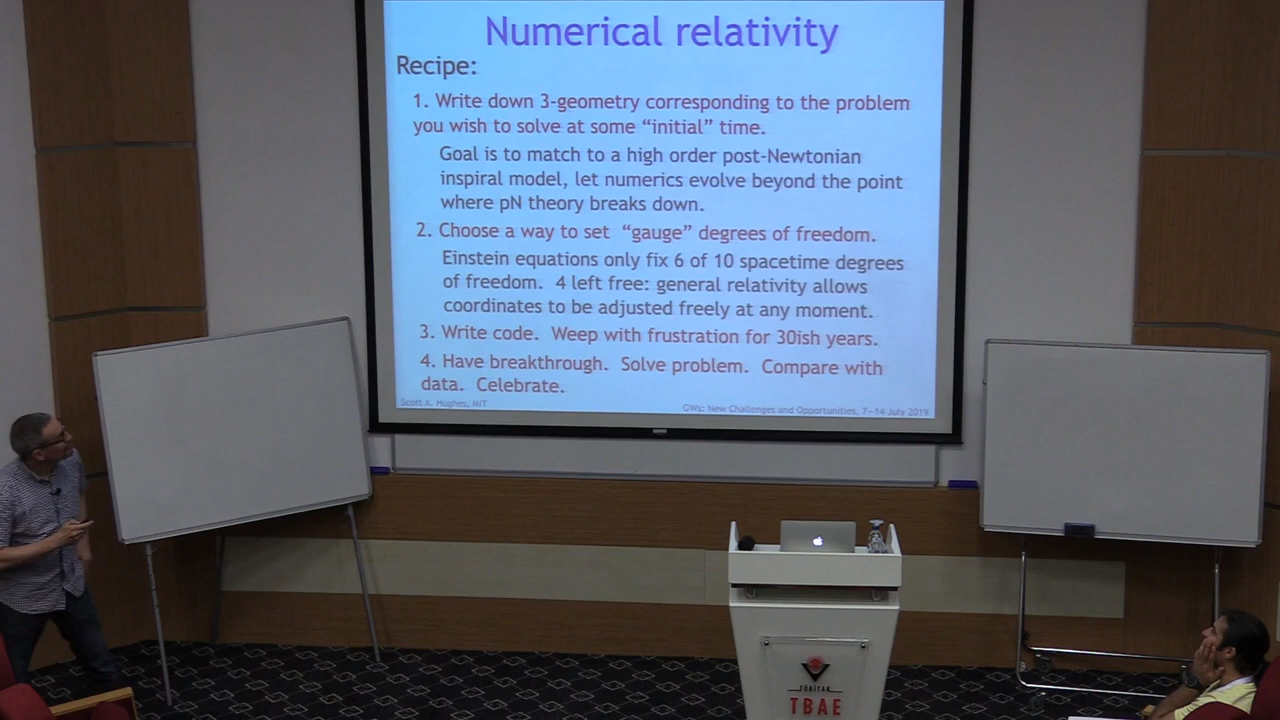 Numerical relativity
Recipe:
1. Write down 3-geometry corresponding to the problem
you wish to solve at some “initial” time.
Goal is to match to a high order post-Newtonian
inspiral model, let numerics evolve beyond the point
where pN theory breaks down.
2. Choose a way to set “gauge” degrees of freedom.
Einstein equations only fix 6 of 10 spacetime degrees
of freedom. 4 left free: general relativity allows
coordinates to be adjusted freely at any moment.
3. Write code. Weep with frustration for 30ish years.
4. Have breakthrough. Solve problem. Compare with
data. Celebrate.
Scott A. Hughes, MIT
GWs: New Challenges and Opportunities, 7−14 July 2019
TÜBİTAK
TBAE